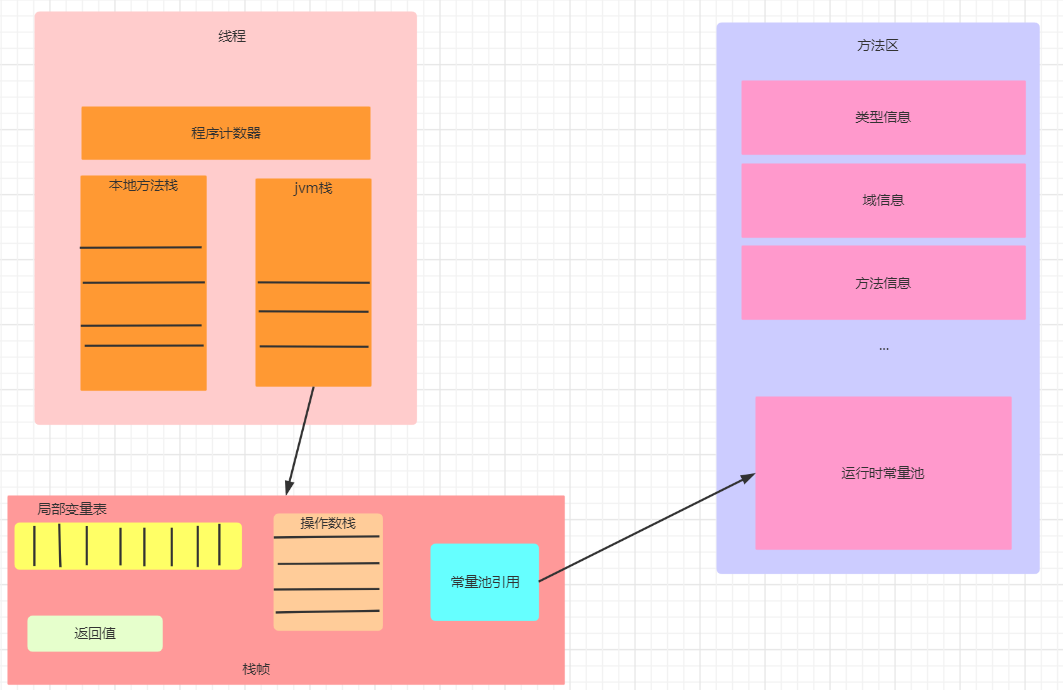 线程
程序计数器
本地方法栈
jvm栈
局部变量表
操作数栈
常量池引用
返回值
栈帧
方法区
类型信息
域信息
方法信息
...
运行时常量池